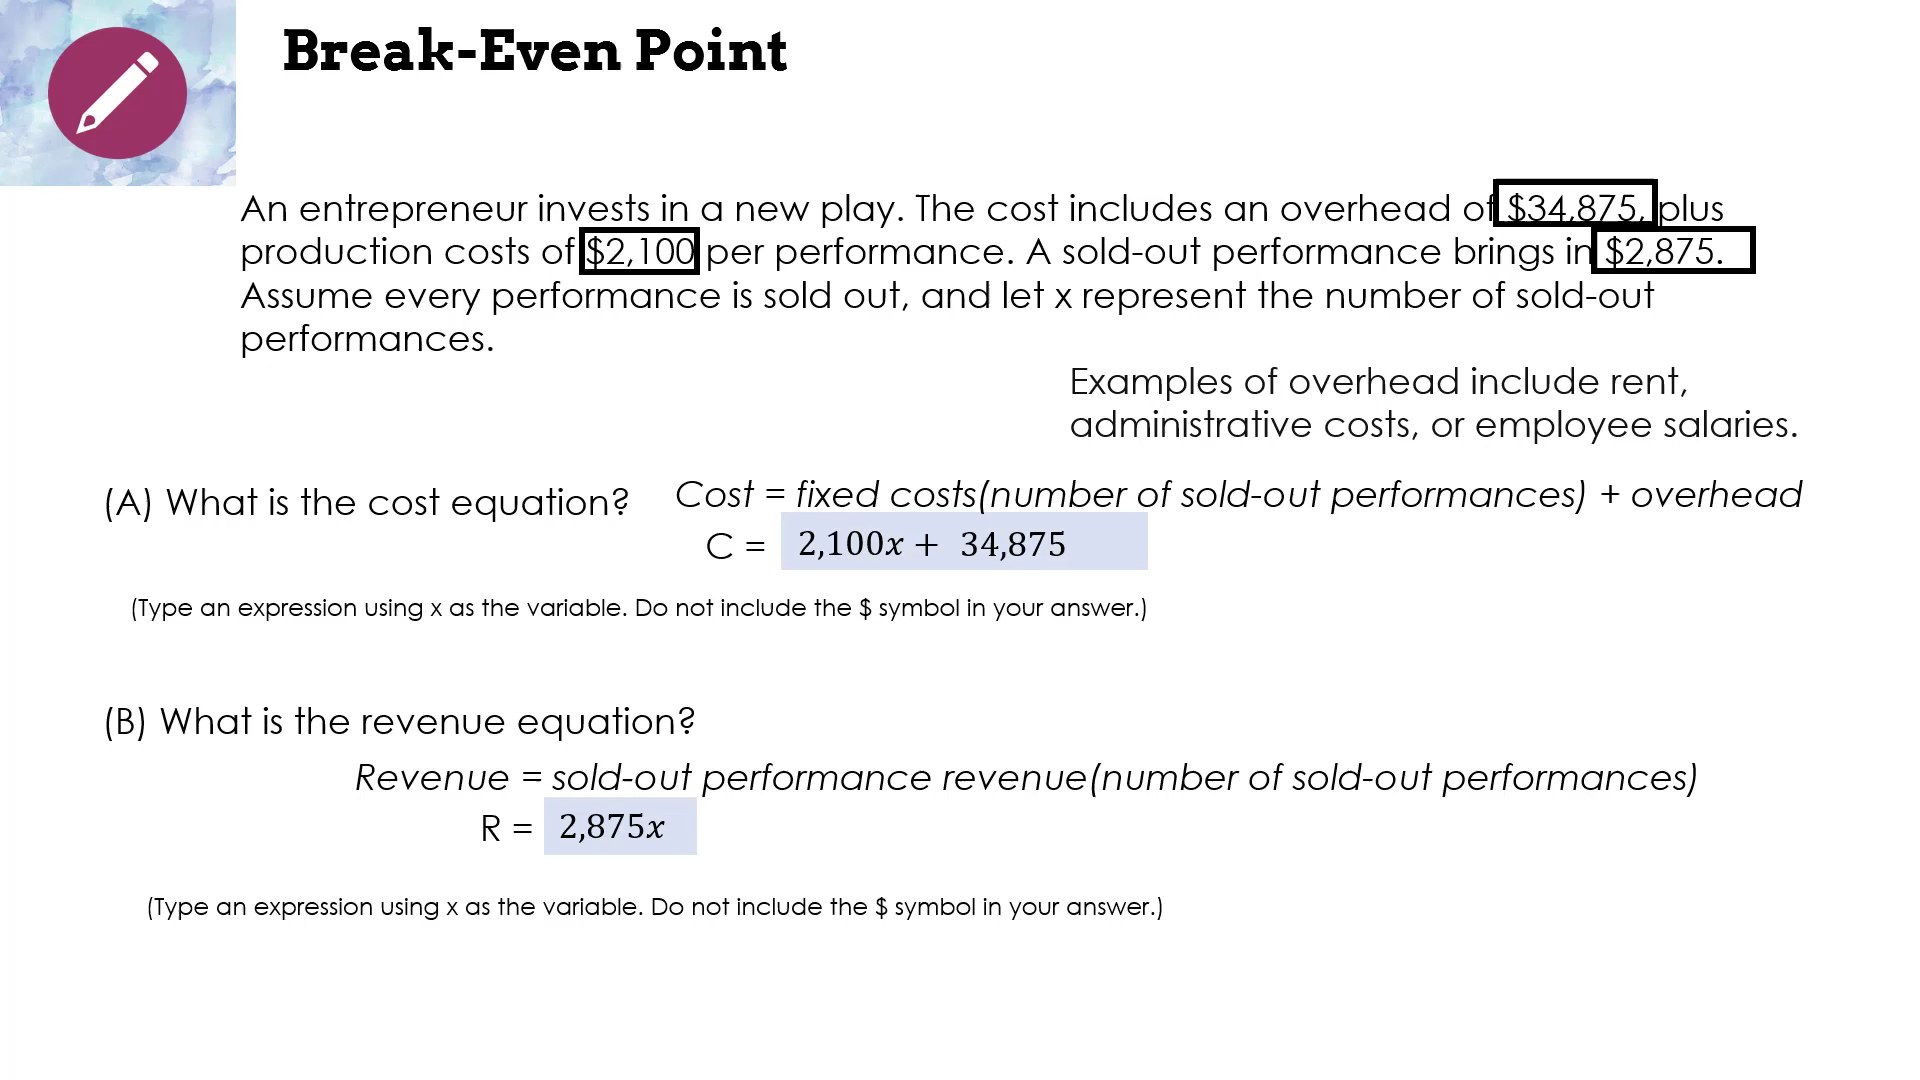 Break-Even Point
An entrepreneur invests in a new play. The cost includes an overhead of $34,875, plus
production costs of $2,100 per performance. A sold-out performance brings in $2,875.
Assume every performance is sold out, and let x represent the number of sold-out
performances.
Examples of overhead include rent,
administrative costs, or employee salaries.
(A) What is the cost equation?
Cost = fixed costs(number of sold-out performances) + overhead
C = 2,100x + 34,875
(Type an expression using x as the variable. Do not include the $ symbol in your answer.)
(B) What is the revenue equation?
Revenue = sold-out performance revenue(number of sold-out performances)
R = 2,875x
(Type an expression using x as the variable. Do not include the $ symbol in your answer.)